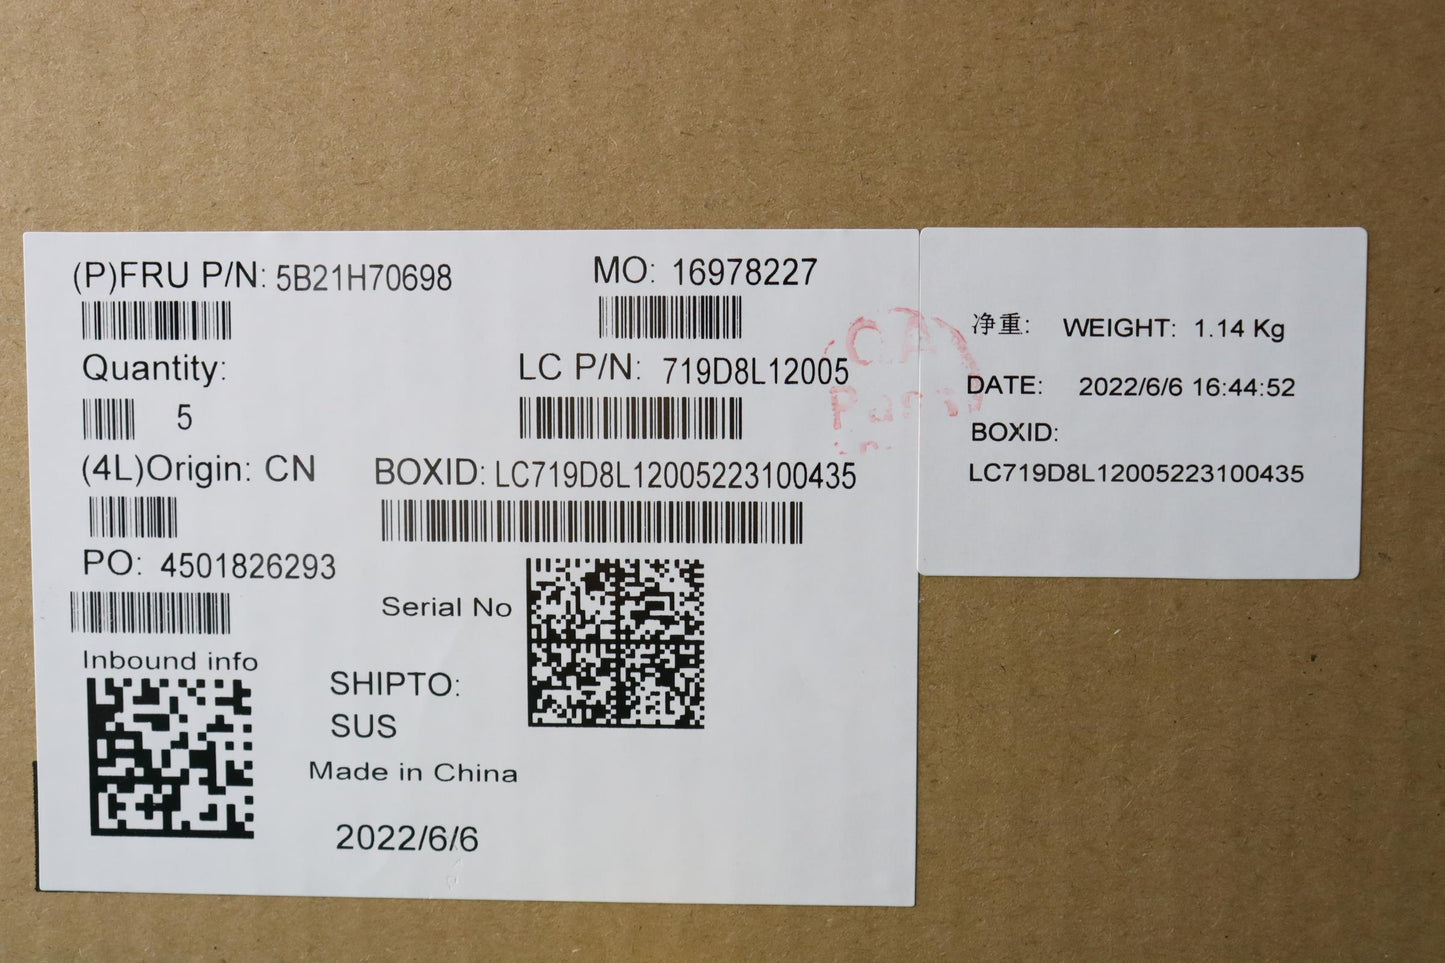 (P)FRU P/N: 5B21H70698
MO: 16978227
Quantity:
5
LC P/N: 719D8L12005
(4L)Origin: CN
BOXID: LC719D8L12005223100435
PO: 4501826293
Serial No
Inbound info
SHIPTO:
SUS
Made in China
2022/6/6
净重: WEIGHT: 1.14 Kg
DATE: 2022/6/6 16:44:52
BOXID:
LC719D8L12005223100435
QA